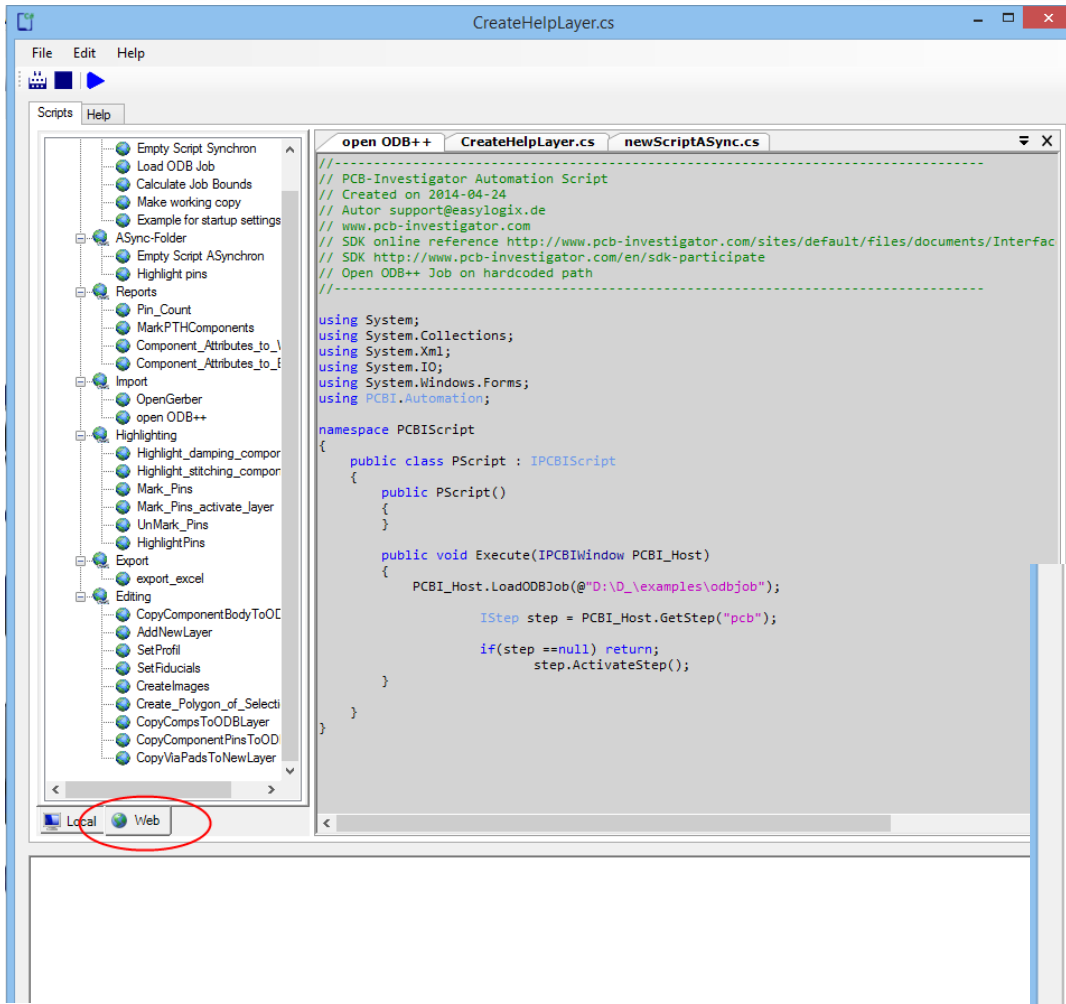 CreateHelpLayer.cs
File Edit Help
Scripts Help
Empty Script Synchron
Load ODB Job
Calculate Job Bounds
Make working copy
Example for startup settings
ASync-Folder
Empty Script ASynchron
Highlight pins
Reports
Pin_Count
MarkPTHComponents
Component_Attributes_to_V
Component_Attributes_to_E
Import
OpenGerber
open ODB++
Highlighting
Highlight_damping_compor
Highlight_stitching_compor
Mark_Pins
Mark_Pins_activate_layer
UnMark_Pins
HighlightPins
Export
export_excel
Editing
CopyComponentBodyToOD
AddNewLayer
SetProfil
SetFiducials
CreateImages
Create_Polygon_of_Selecti
CopyCompsToODBLayer
CopyComponentPinsToOD
CopyViaPadsToNewLayer
Local Web
open ODB++ CreateHelpLayer.cs newScriptASync.cs
//-----------------------------------------------------------------------------------
// PCB-Investigator Automation Script
// Created on 2014-04-24
// Autor support@easylogix.de
// www.pcb-investigator.com
// SDK online reference http://www.pcb-investigator.com/sites/default/files/documents/Interfac
// SDK http://www.pcb-investigator.com/en/sdk-participate
// Open ODB++ Job on hardcoded path
//-----------------------------------------------------------------------------------
using System;
using System.Collections;
using System.Xml;
using System.IO;
using System.Windows.Forms;
using PCBI.Automation;
namespace PCBIScript
{
public class PScript : IPCBIScript
{
public PScript()
{
}
public void Execute(IPCBIWindow PCBI_Host)
{
PCBI_Host.LoadODBJob(@"D:\D_\examples\odbjob");
IStep step = PCBI_Host.GetStep("pcb");
if(step ==null) return;
step.ActivateStep();
}
}
}